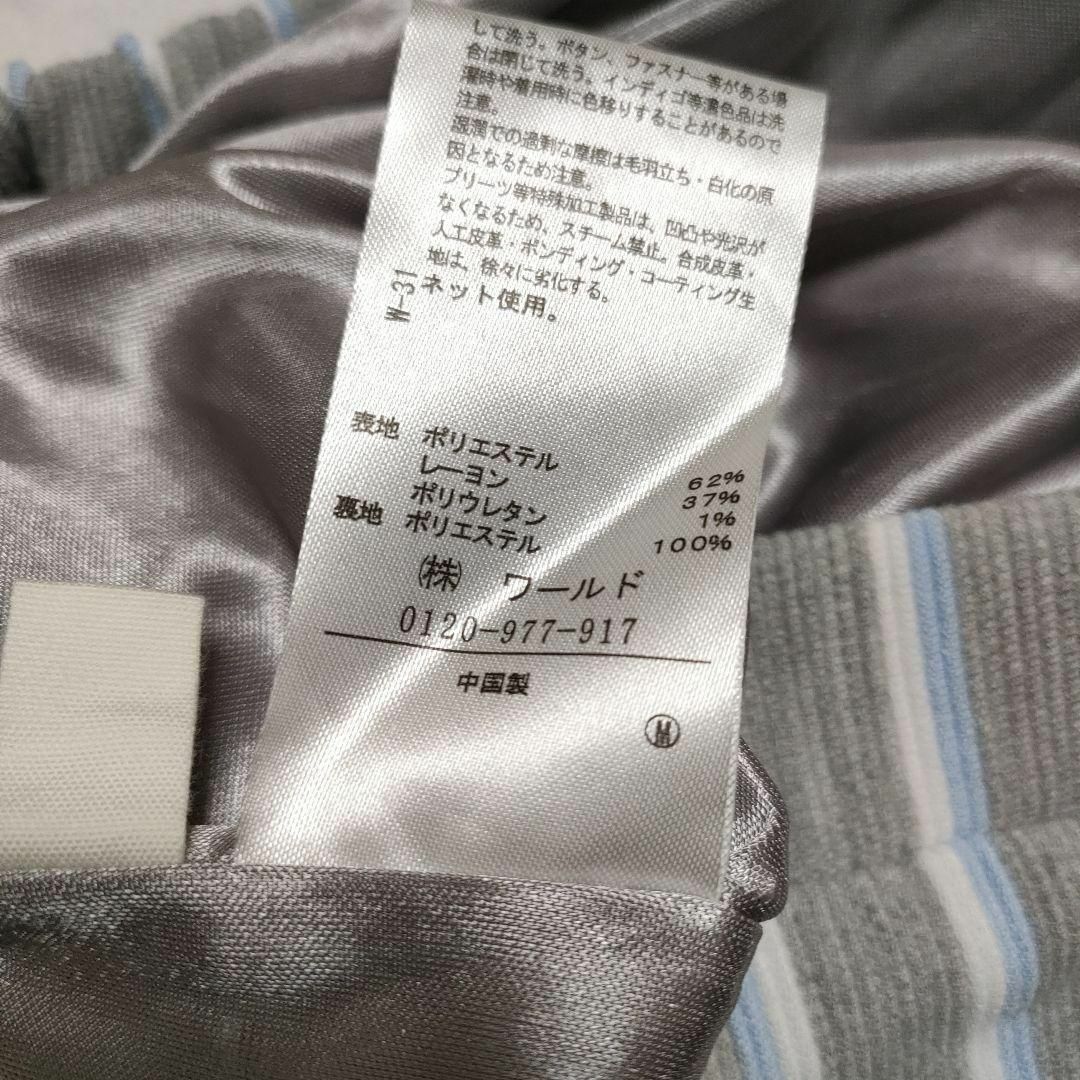 して洗う。ボタン、ファスナー等がある場
合は閉じて洗う。インディゴ等濃色品は洗
濯時や着用時に色移りすることがあるので
注意。
湿潤での過剰な摩擦は毛羽立ち・白化の原
因となるため注意。
プリーツ等特殊加工製品は、凹凸や光沢が
なくなるため、スチーム禁止。合成皮革・
人工皮革・ボンディング・コーティング生
地は、徐々に劣化する。
ネット使用。
M-31
表地 ポリエステル 62%
レーヨン 37%
ポリウレタン 1%
裏地 ポリエステル 100%
㈱ ワールド
0120-977-917
中国製
Ⓜ